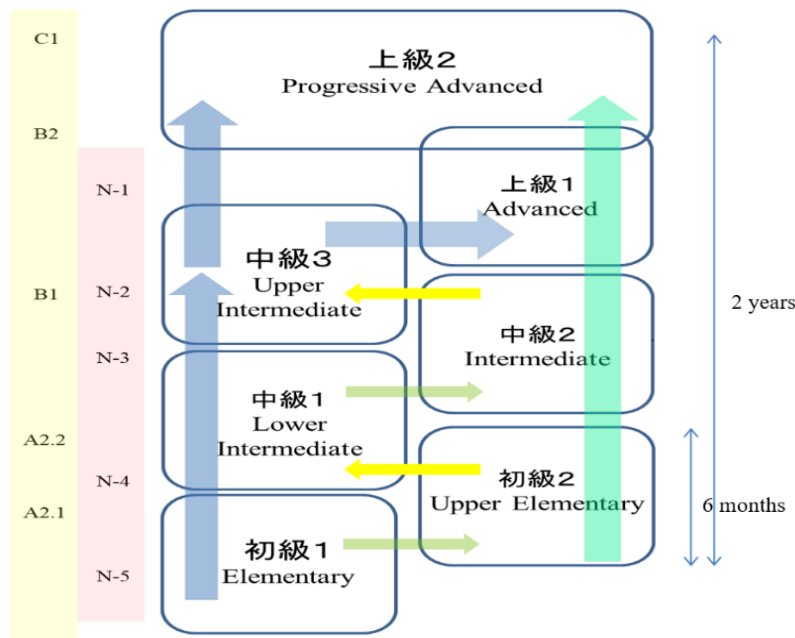 C1
B2
B1
A2.2
A2.1
N-1
N-2
N-3
N-4
N-5
上級2
Progressive Advanced
上級1
Advanced
中級3
Upper
Intermediate
中級2
Intermediate
中級1
Lower
Intermediate
初級2
Upper Elementary
初級1
Elementary
2 years
6 months